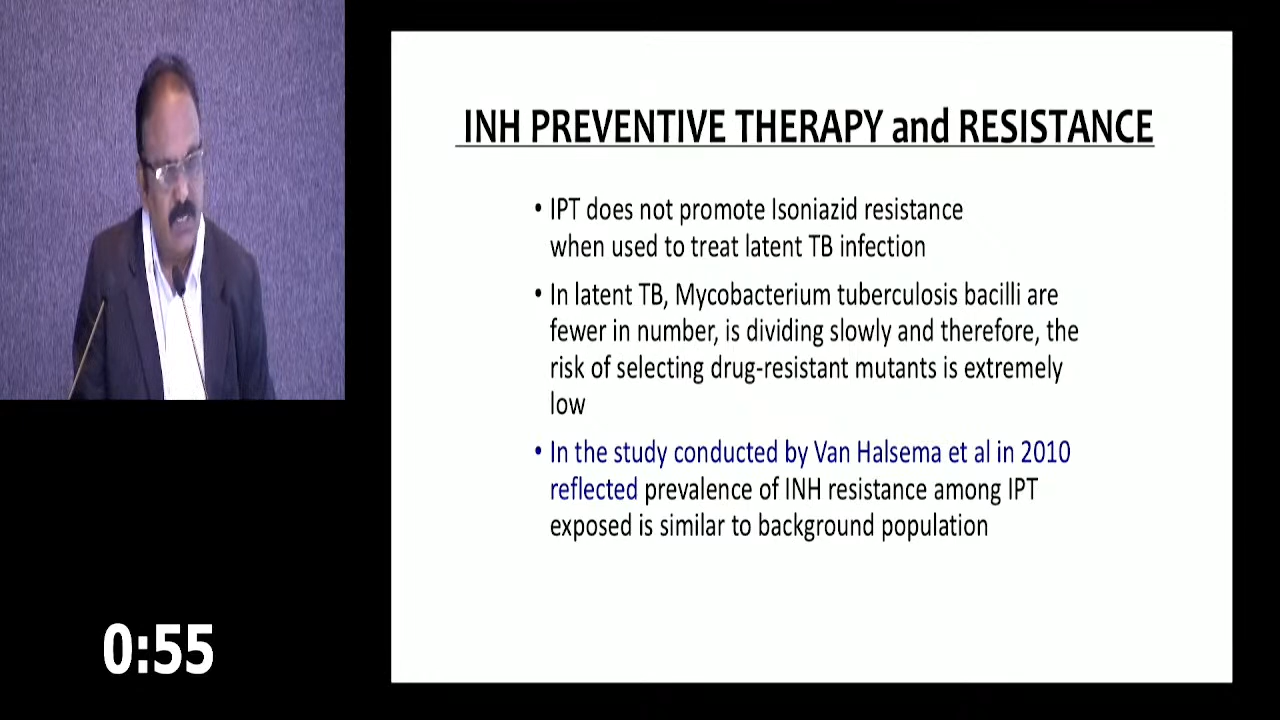 INH PREVENTIVE THERAPY and RESISTANCE
• IPT does not promote Isoniazid resistance
when used to treat latent TB infection
• In latent TB, Mycobacterium tuberculosis bacilli are
fewer in number, is dividing slowly and therefore, the
risk of selecting drug-resistant mutants is extremely
low
• In the study conducted by Van Halsema et al in 2010
reflected prevalence of INH resistance among IPT
exposed is similar to background population
0:55